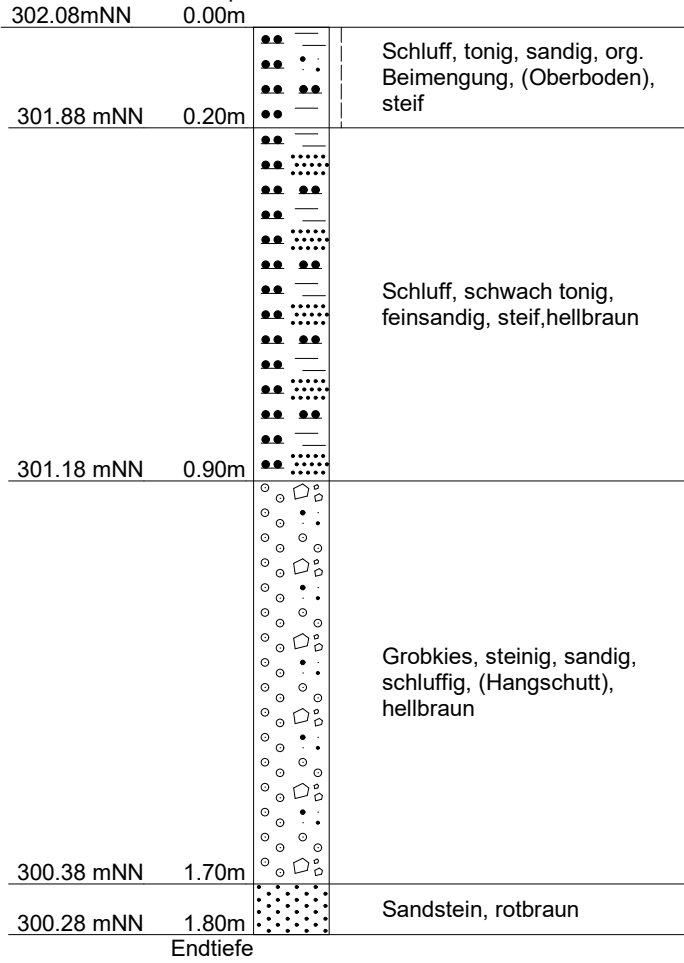 302.08mNN 0.00m
Schluff, tonig, sandig, org.
Beimengung, (Oberboden),
steif
301.88 mNN 0.20m
Schluff, schwach tonig,
feinsandig, steif,hellbraun
301.18 mNN 0.90m
Grobkies, steinig, sandig,
schluffig, (Hangschutt),
hellbraun
300.38 mNN 1.70m
Sandstein, rotbraun
300.28 mNN 1.80m
Endtiefe